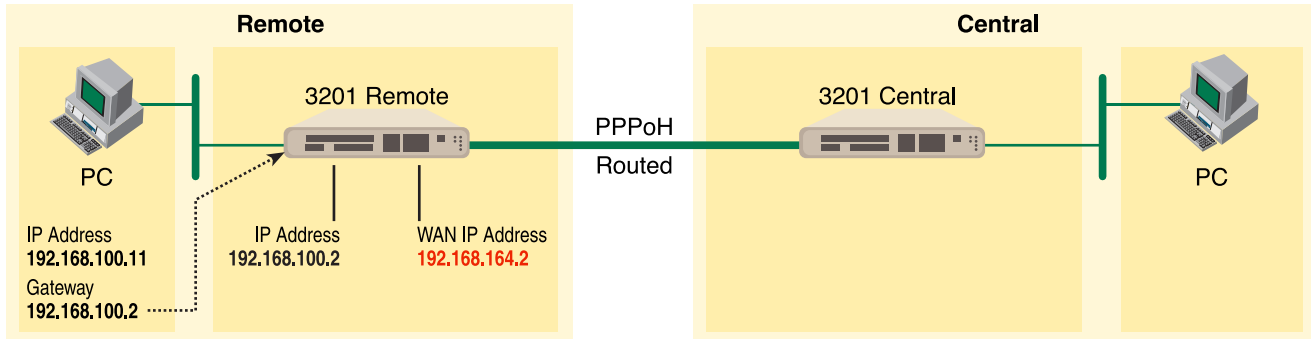 Remote
Central
3201 Remote
3201 Central
PPPoH
Routed
PC
PC
IP Address
192.168.100.11
Gateway
192.168.100.2
IP Address
192.168.100.2
WAN IP Address
192.168.164.2